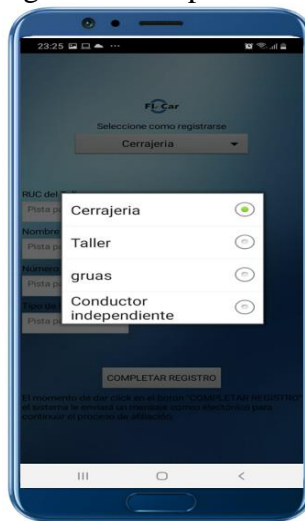 23:25
Fi. Car
Seleccione como registrarse
Cerrajeria
RUC del
Pista p
Nombre
Pista p
Número
Pista p
Tipo de
Pista p
Cerrajeria
Taller
gruas
Conductor
independiente
COMPLETAR REGISTRO
El momento de dar click en el botón "COMPLETAR REGISTRO"
el sistema le enviará un mensaje correo electrónico para
continuar el proceso de afiliación